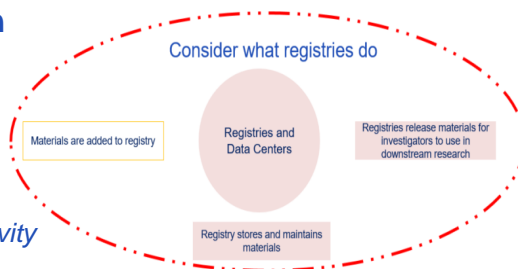 Consider what registries do
Materials are added to registry
Registries and
Data Centers
Registries release materials for
investigators to use in
downstream research
Registry stores and maintains
materials